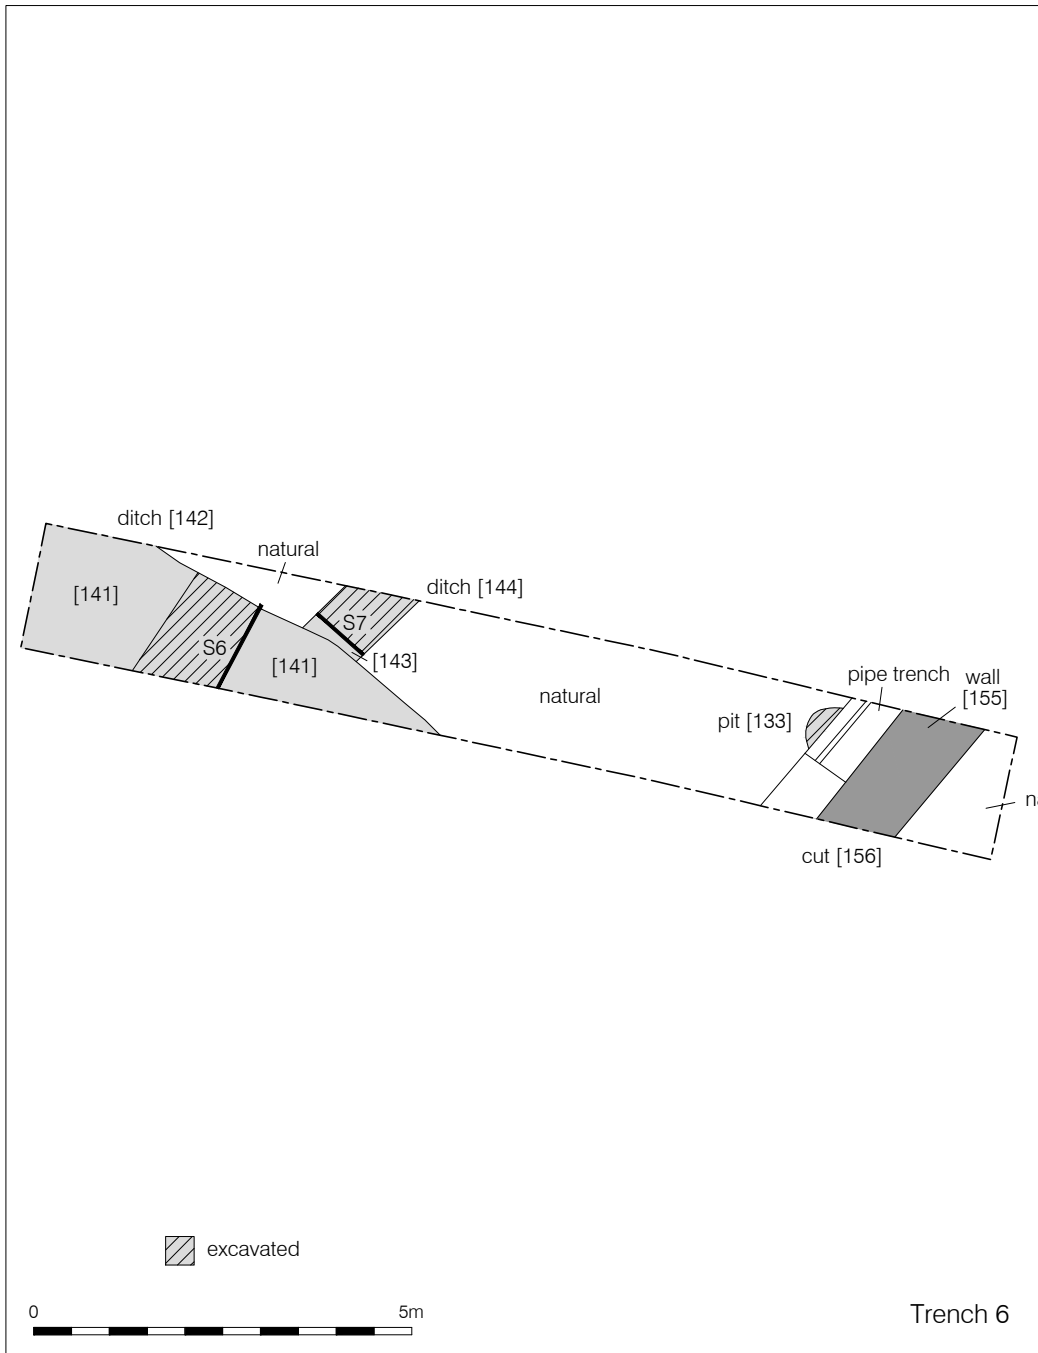 ditch [142]
natural
[141]
ditch [144]
S7
S6
[143]
[141]
natural
pipe trench
wall
[155]
pit [133]
cut [156]
excavated
0 5m
Trench 6